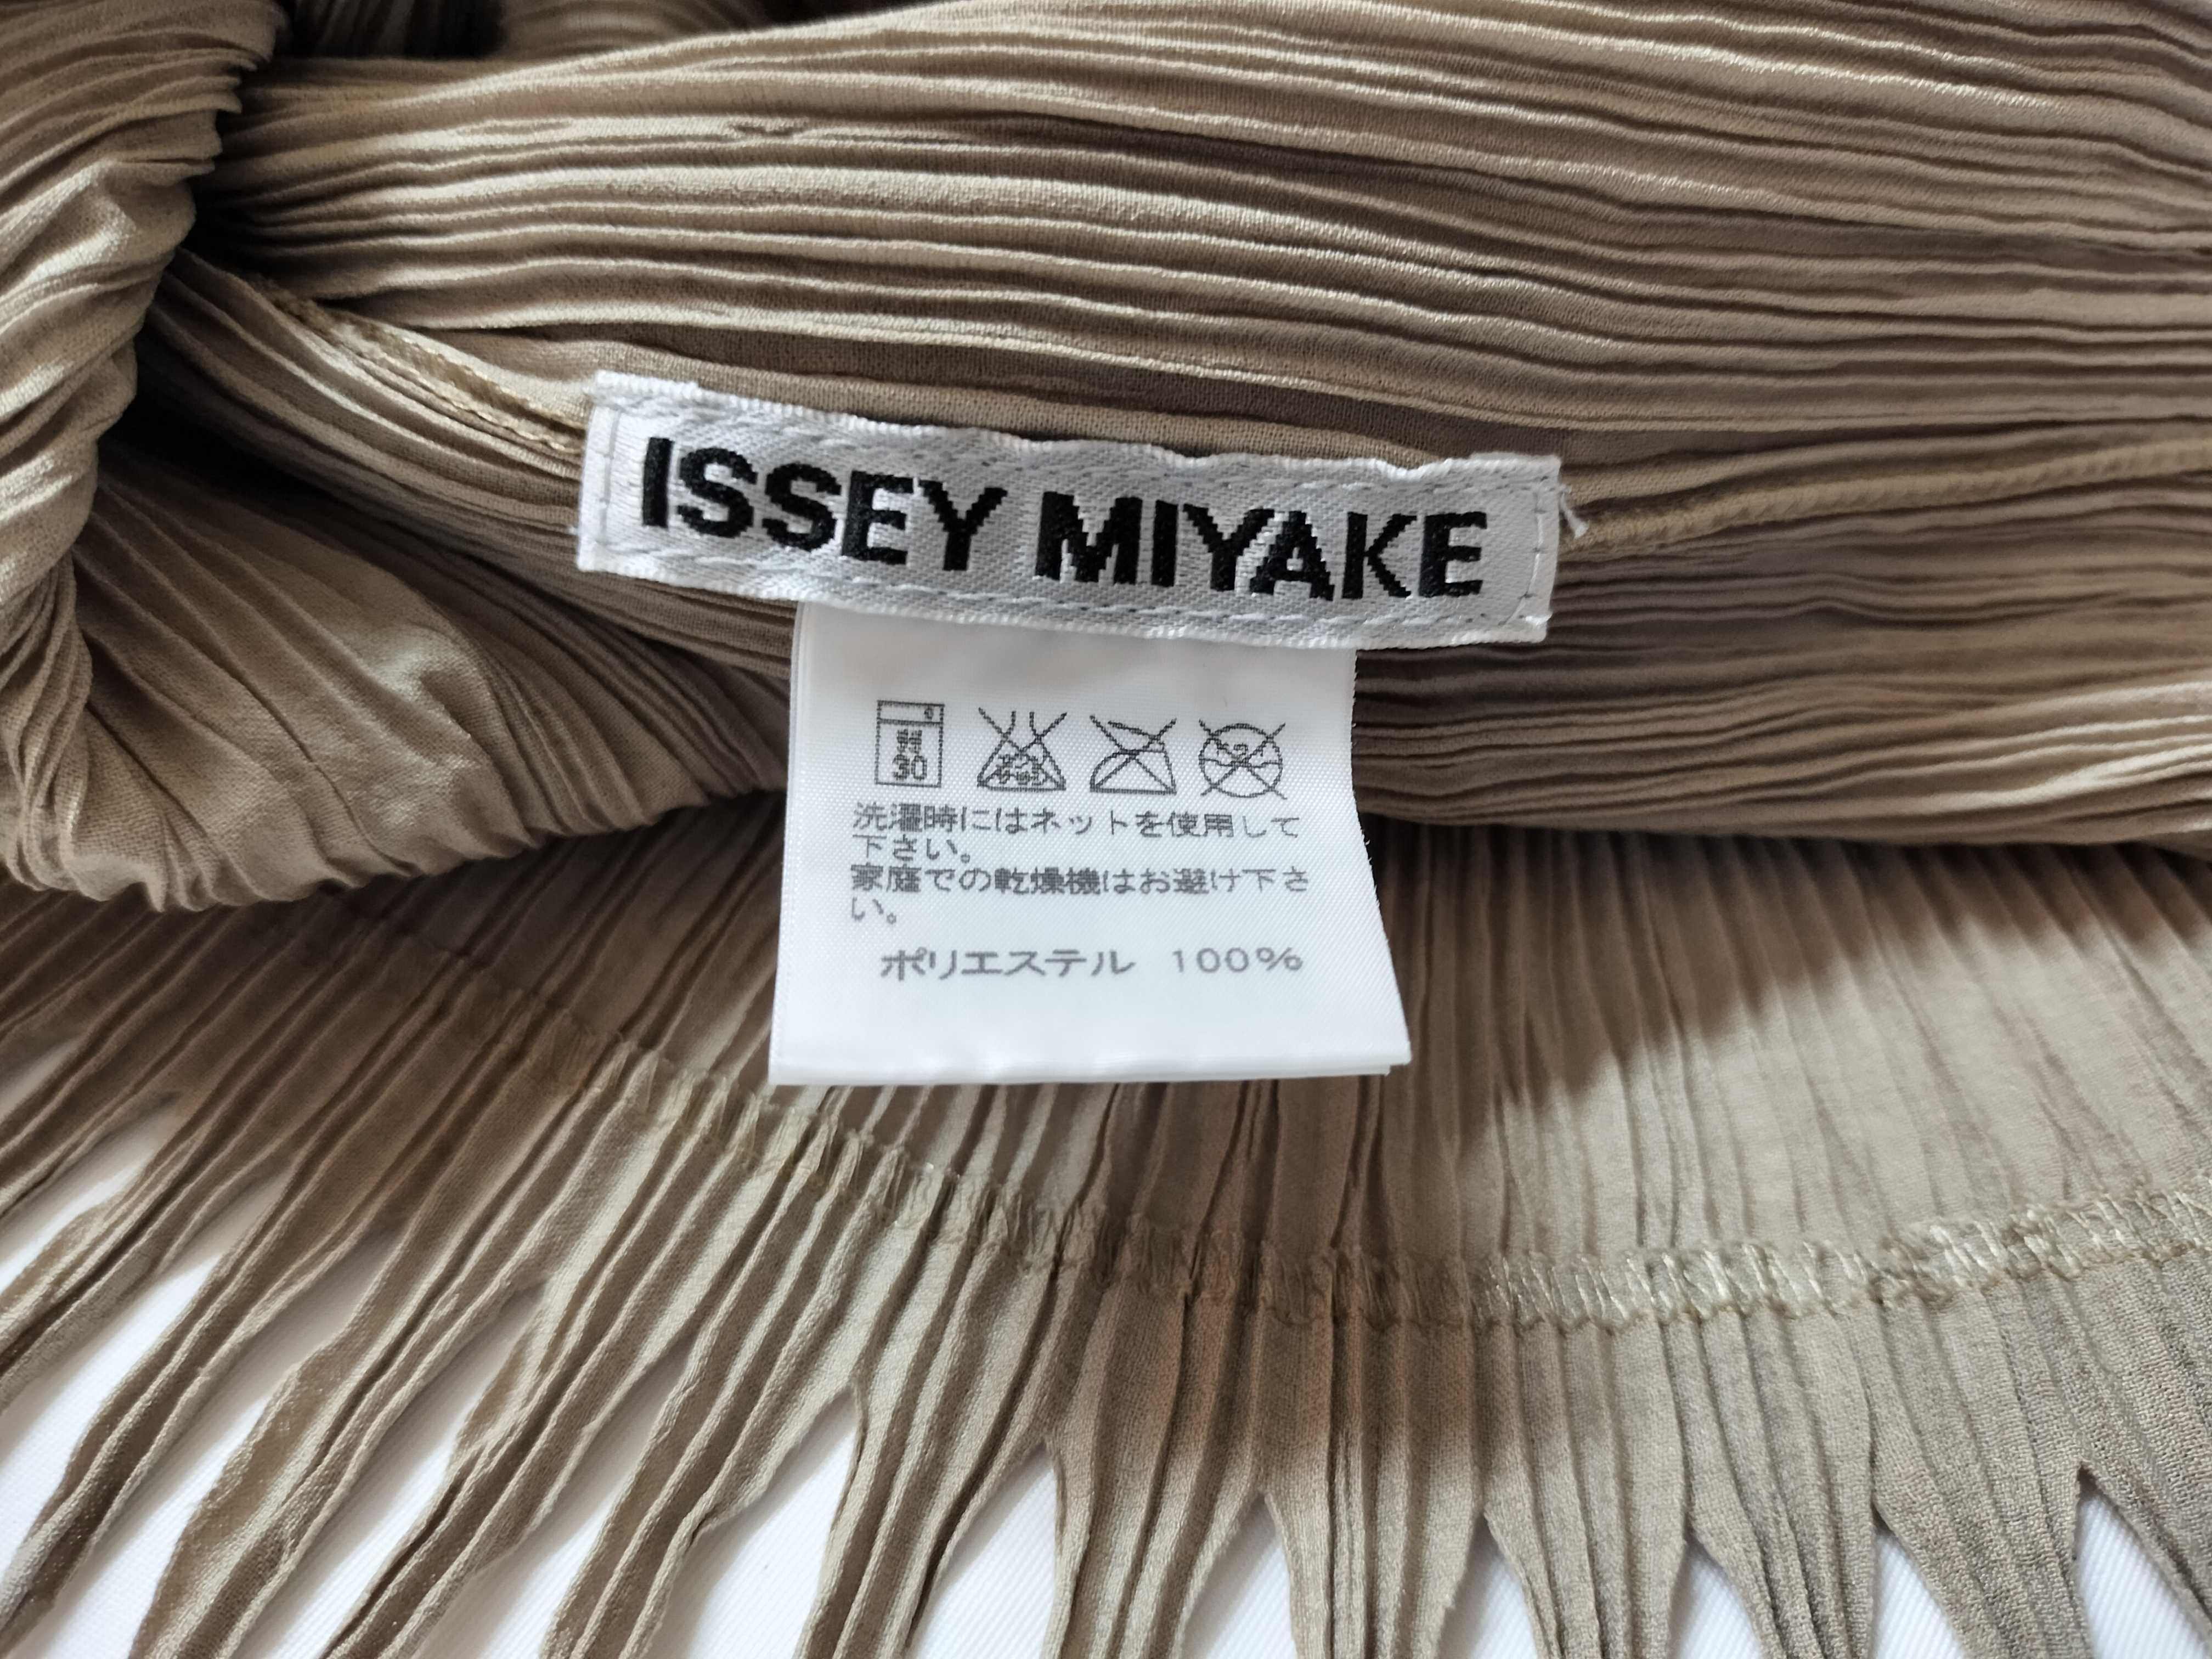 ISSEY MIYAKE
30
洗濯時にはネットを使用して
下さい。
家庭での乾燥機はお避け下さ
い。
ポリエステル 100%